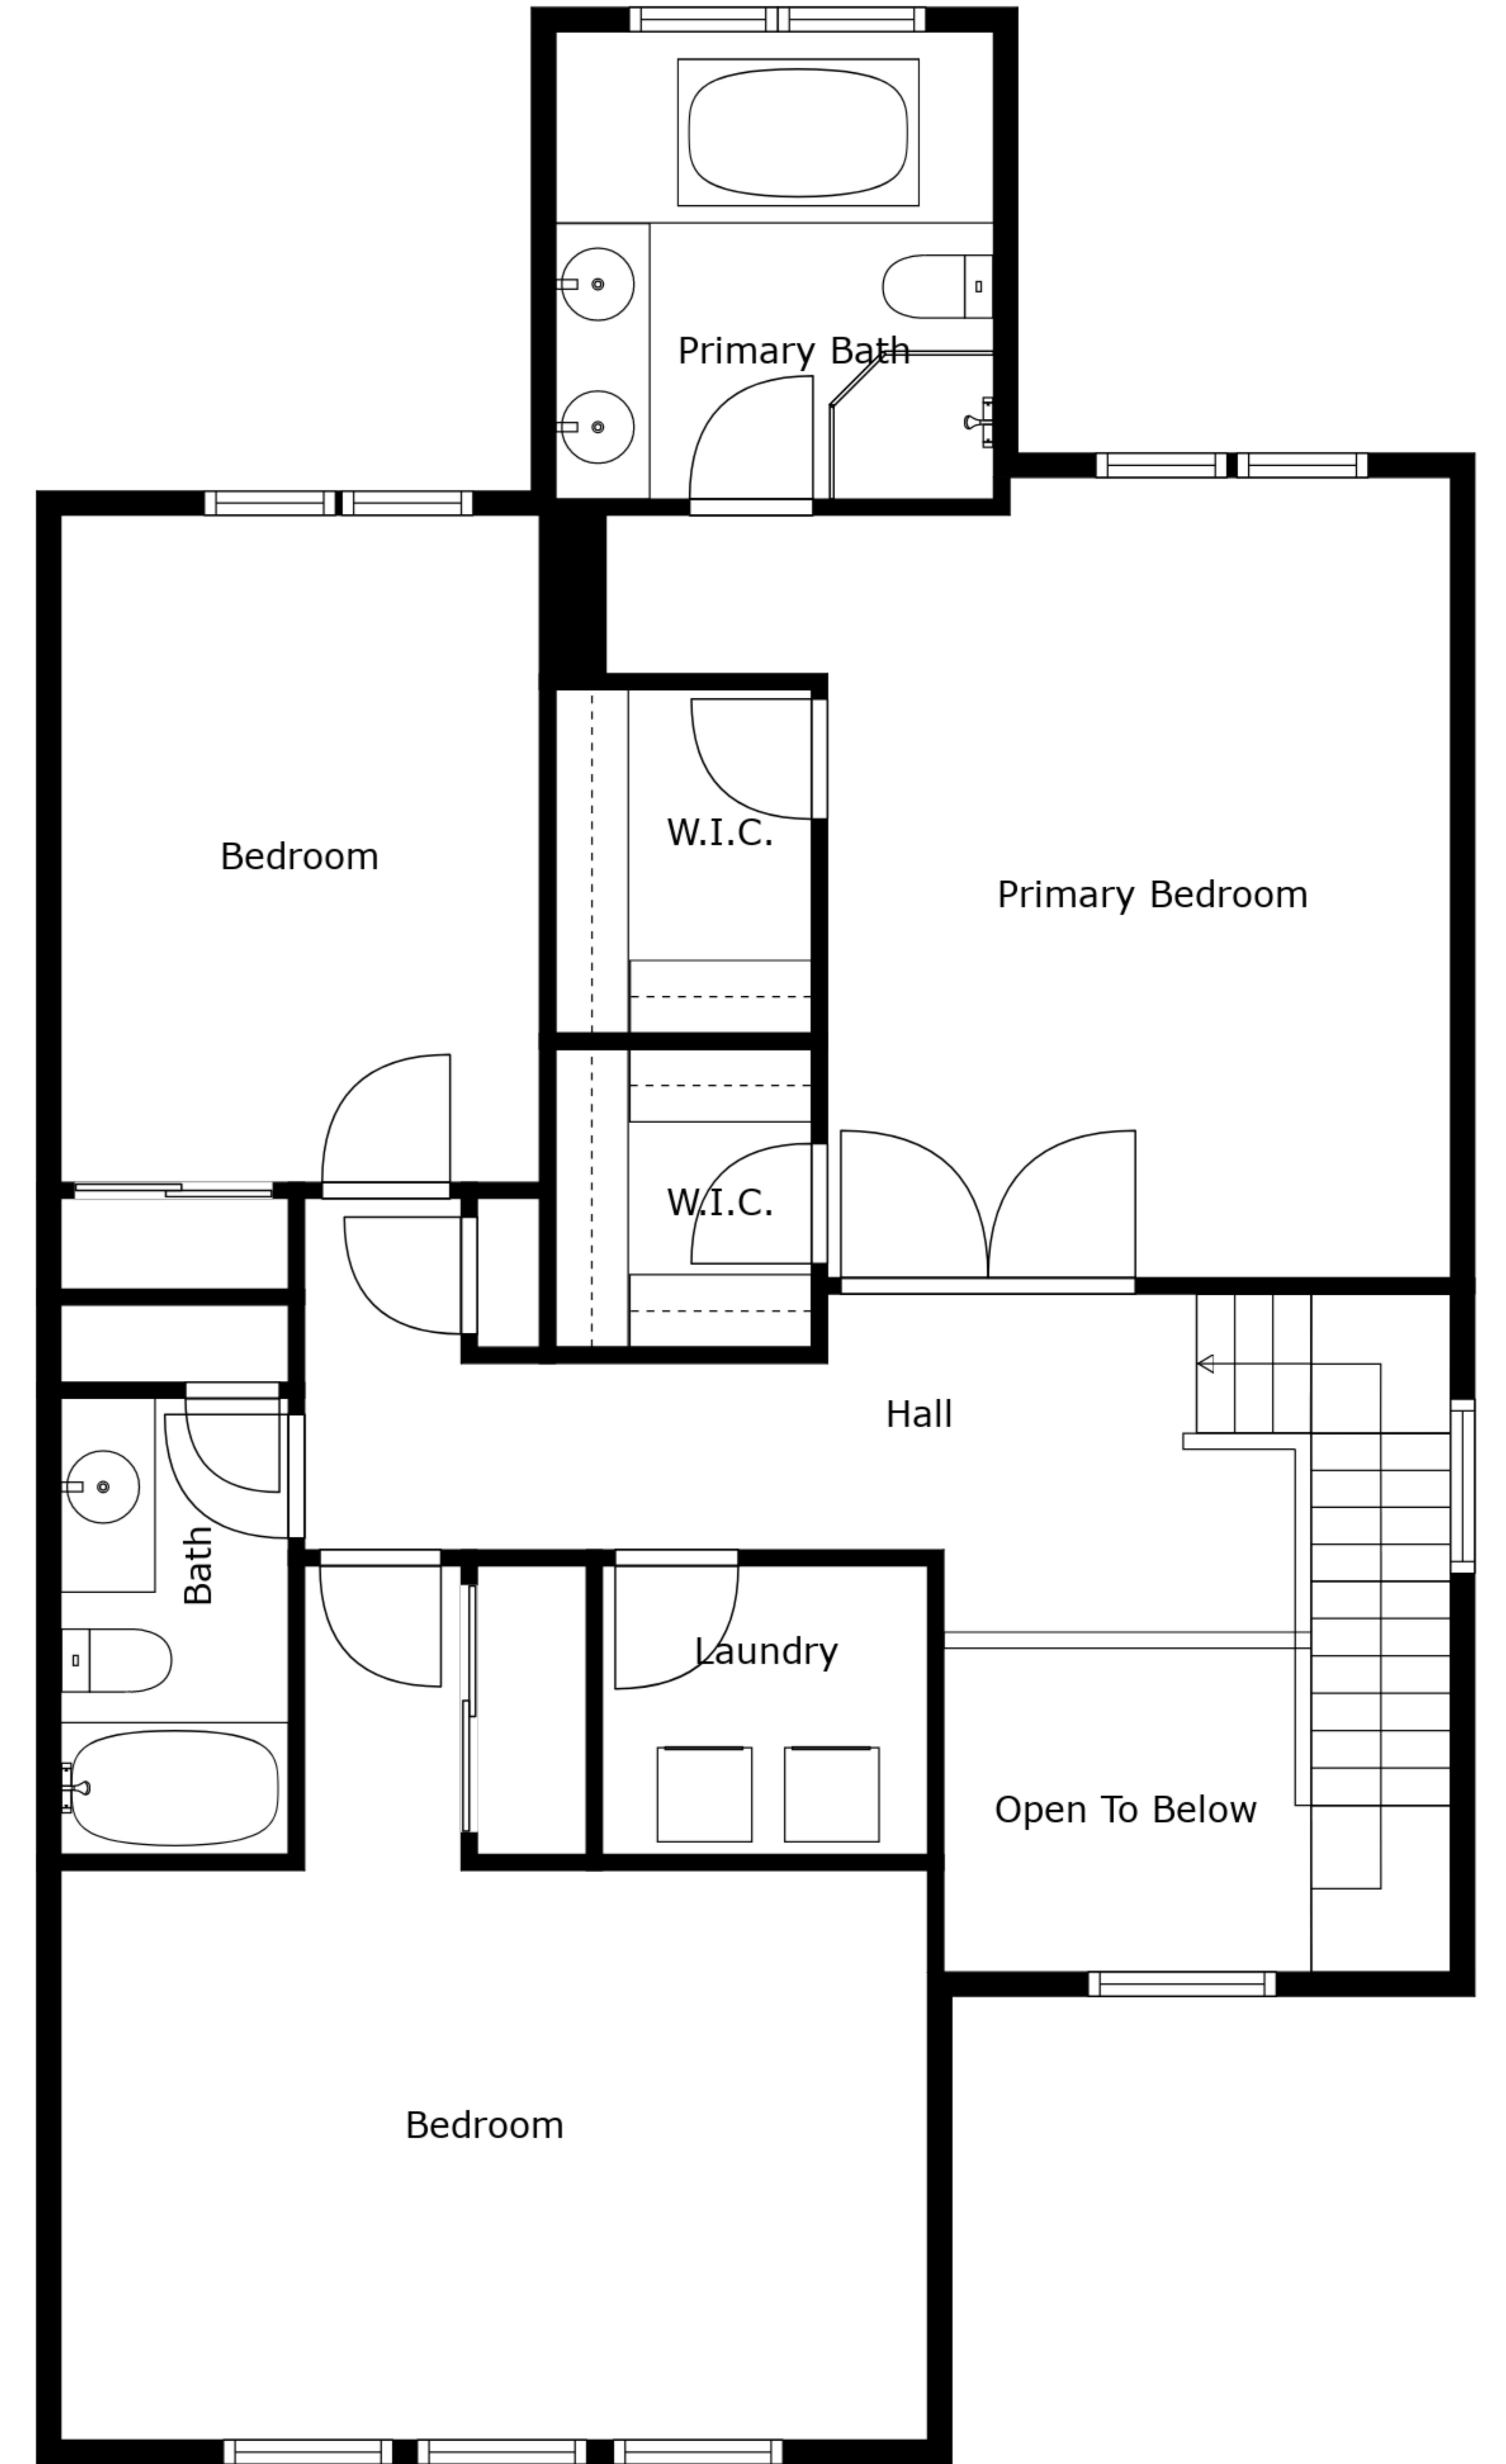 Primary Bath
W.I.C.
Bedroom
Primary Bedroom
W.I.C.
Hall
Bath
Laundry
Open To Below
Bedroom